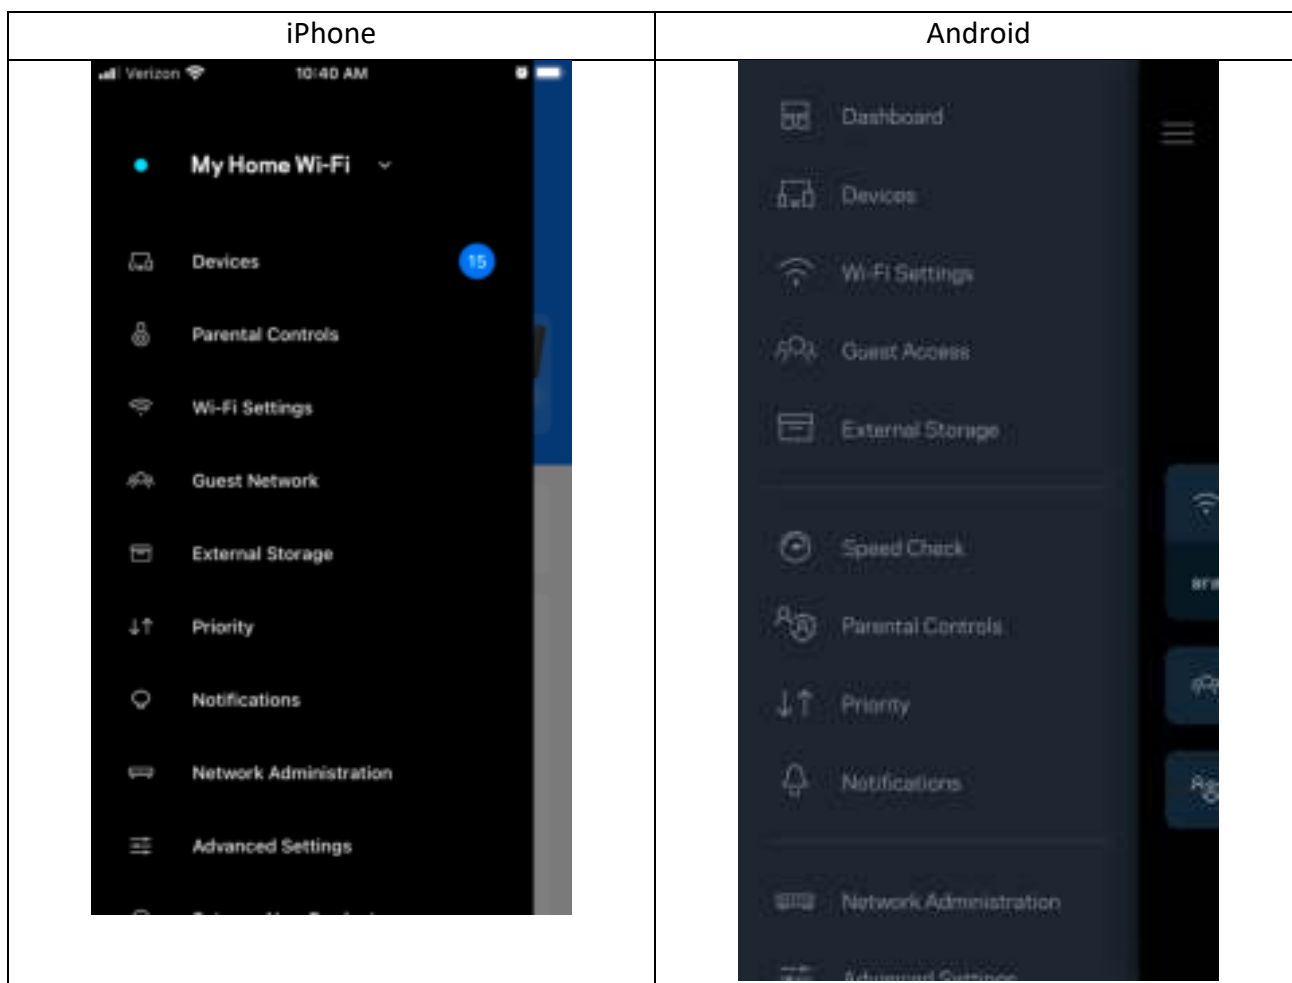 iPhone
Android
Verizon 10:40 AM
My Home Wi-Fi
Devices 15
Parental Controls
Wi-Fi Settings
Guest Network
External Storage
Priority
Notifications
Network Administration
Advanced Settings
Dashboard
Devices
Wi-Fi Settings
Guest Access
External Storage
Speed Check
Parental Controls
Priority
Notifications
Network Administration
Advanced Settings